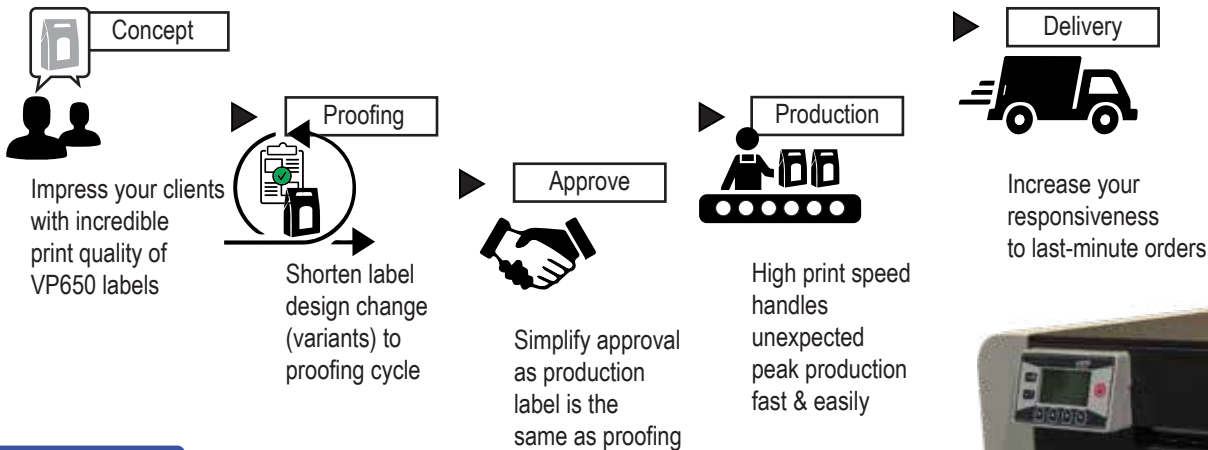 Concept
Impress your clients
with incredible
print quality of
VP650 labels
Proofing
Shorten label
design change
(variants) to
proofing cycle
Approve
Simplify approval
as production
label is the
same as proofing
Production
High print speed
handles
unexpected
peak production
fast & easily
Delivery
Increase your
responsiveness
to last-minute orders